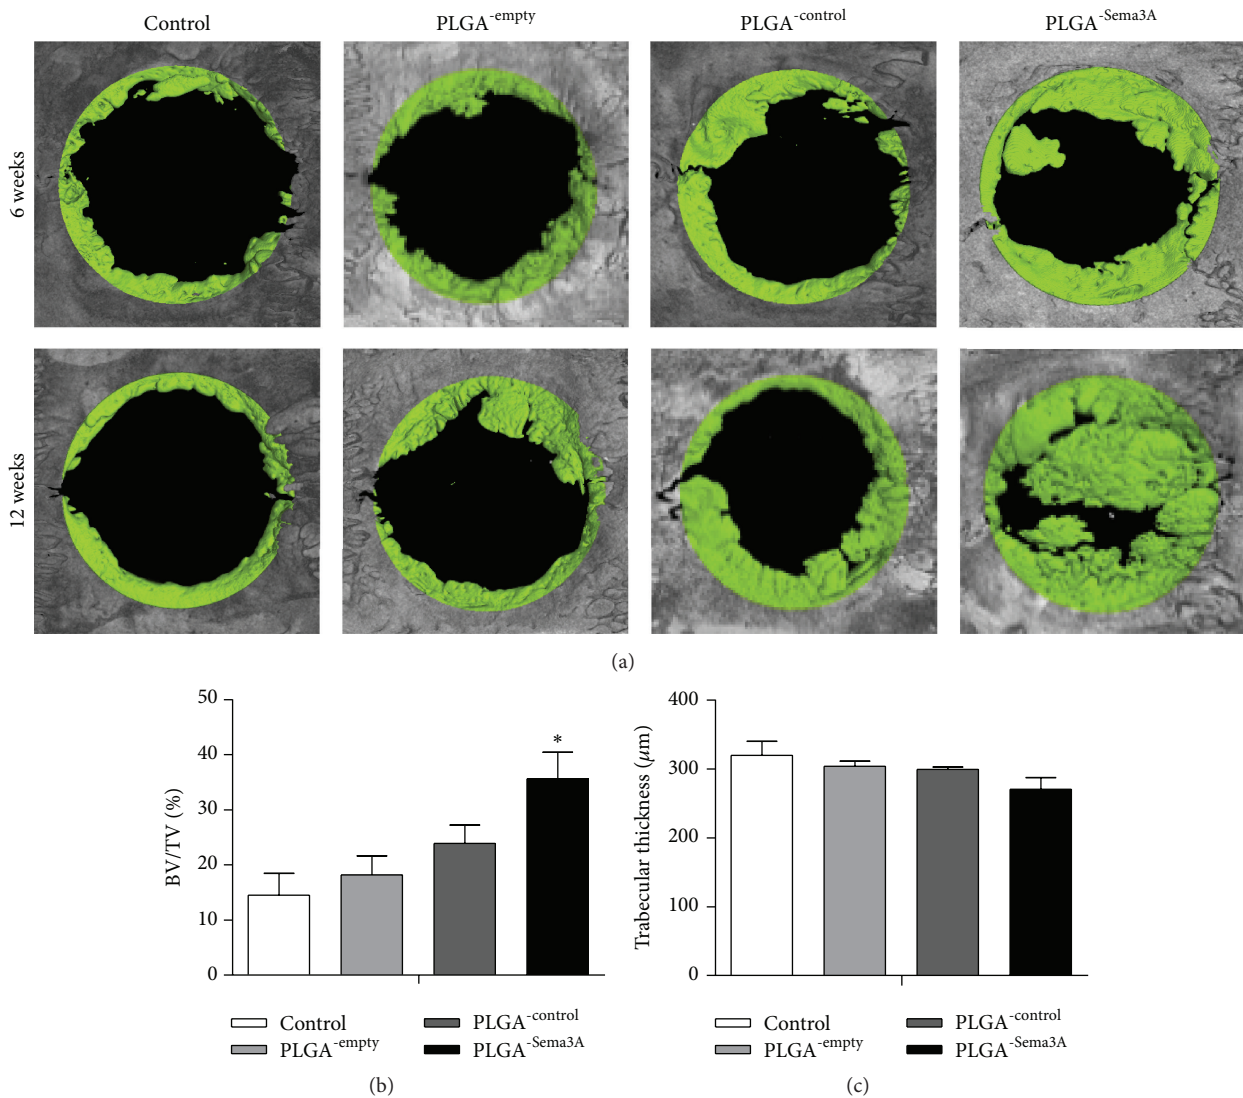 Control PLGA-empty PLGA-control PLGA-Sema3A
6 weeks
12 weeks
(a)
50
40
30
20
10
0
BV/TV (%)
*
Control PLGA-control
PLGA-empty PLGA-Sema3A
(b)
400
300
200
100
0
Trabecular thickness (μm)
Control PLGA-control
PLGA-empty PLGA-Sema3A
(c)